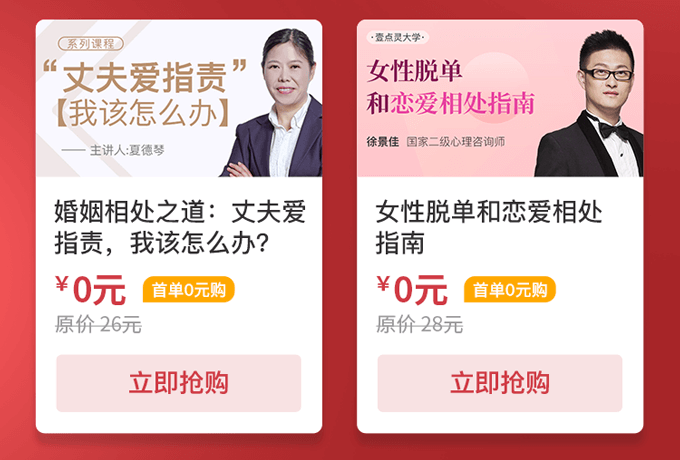 系列课程
“丈夫爱指责”
【我该怎么办】
—— 主讲人:夏德琴
婚姻相处之道：丈夫爱
指责，我该怎么办？
¥0元 首单0元购
原价 26元
立即抢购
·壹点灵大学·
女性脱单
和恋爱相处指南
徐景佳 国家二级心理咨询师
女性脱单和恋爱相处
指南
¥0元 首单0元购
原价 28元
立即抢购